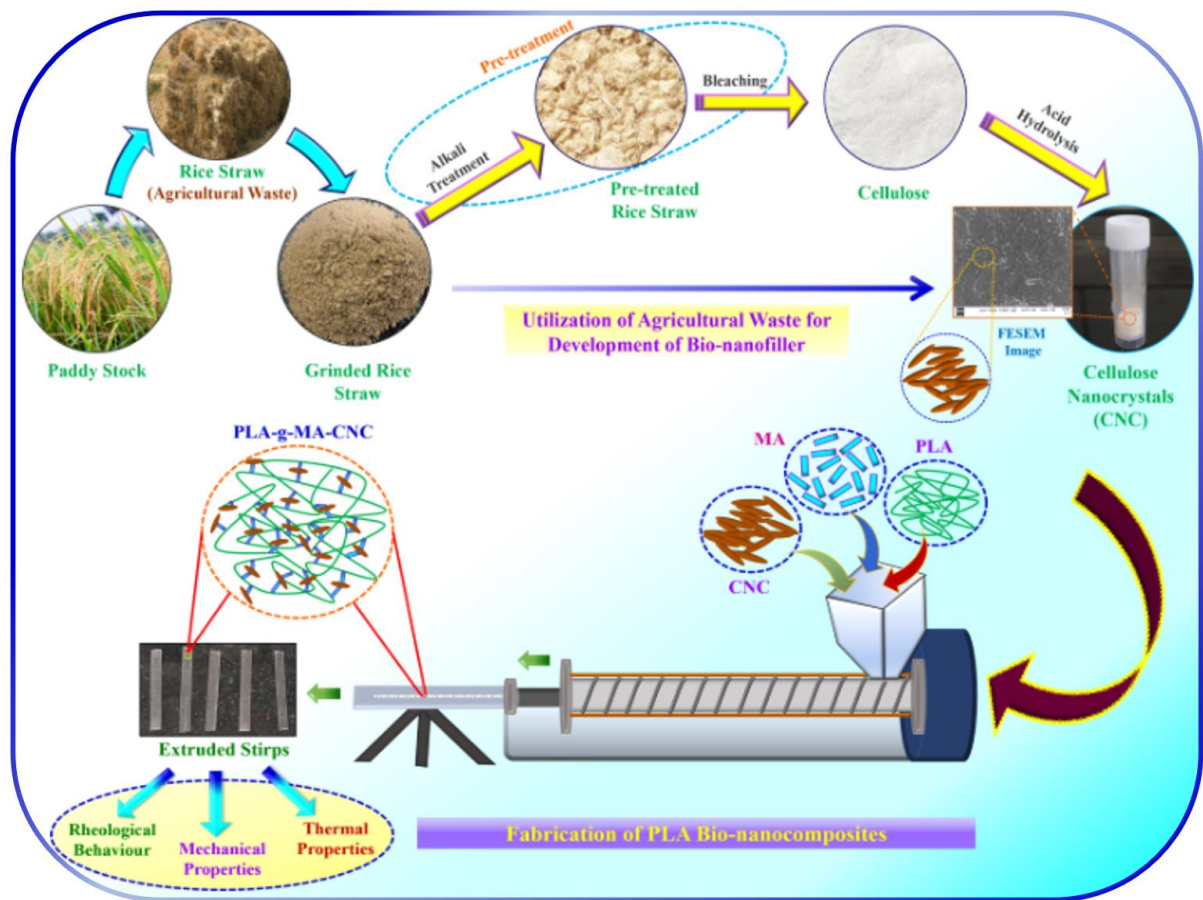 Pre-treatment
Rice Straw
(Agricultural Waste)
Alkali
Treatment
Bleaching
Acid
Hydrolysis
Pre-treated
Rice Straw
Cellulose
Paddy Stock
Grinded Rice
Straw
Utilization of Agricultural Waste for
Development of Bio-nanofiller
FESEM
Image
Cellulose
Nanocrystals
(CNC)
PLA-g-MA-CNC
MA
PLA
CNC
Extruded Stirps
Rheological
Behaviour
Mechanical
Properties
Thermal
Properties
Fabrication of PLA Bio-nanocomposites